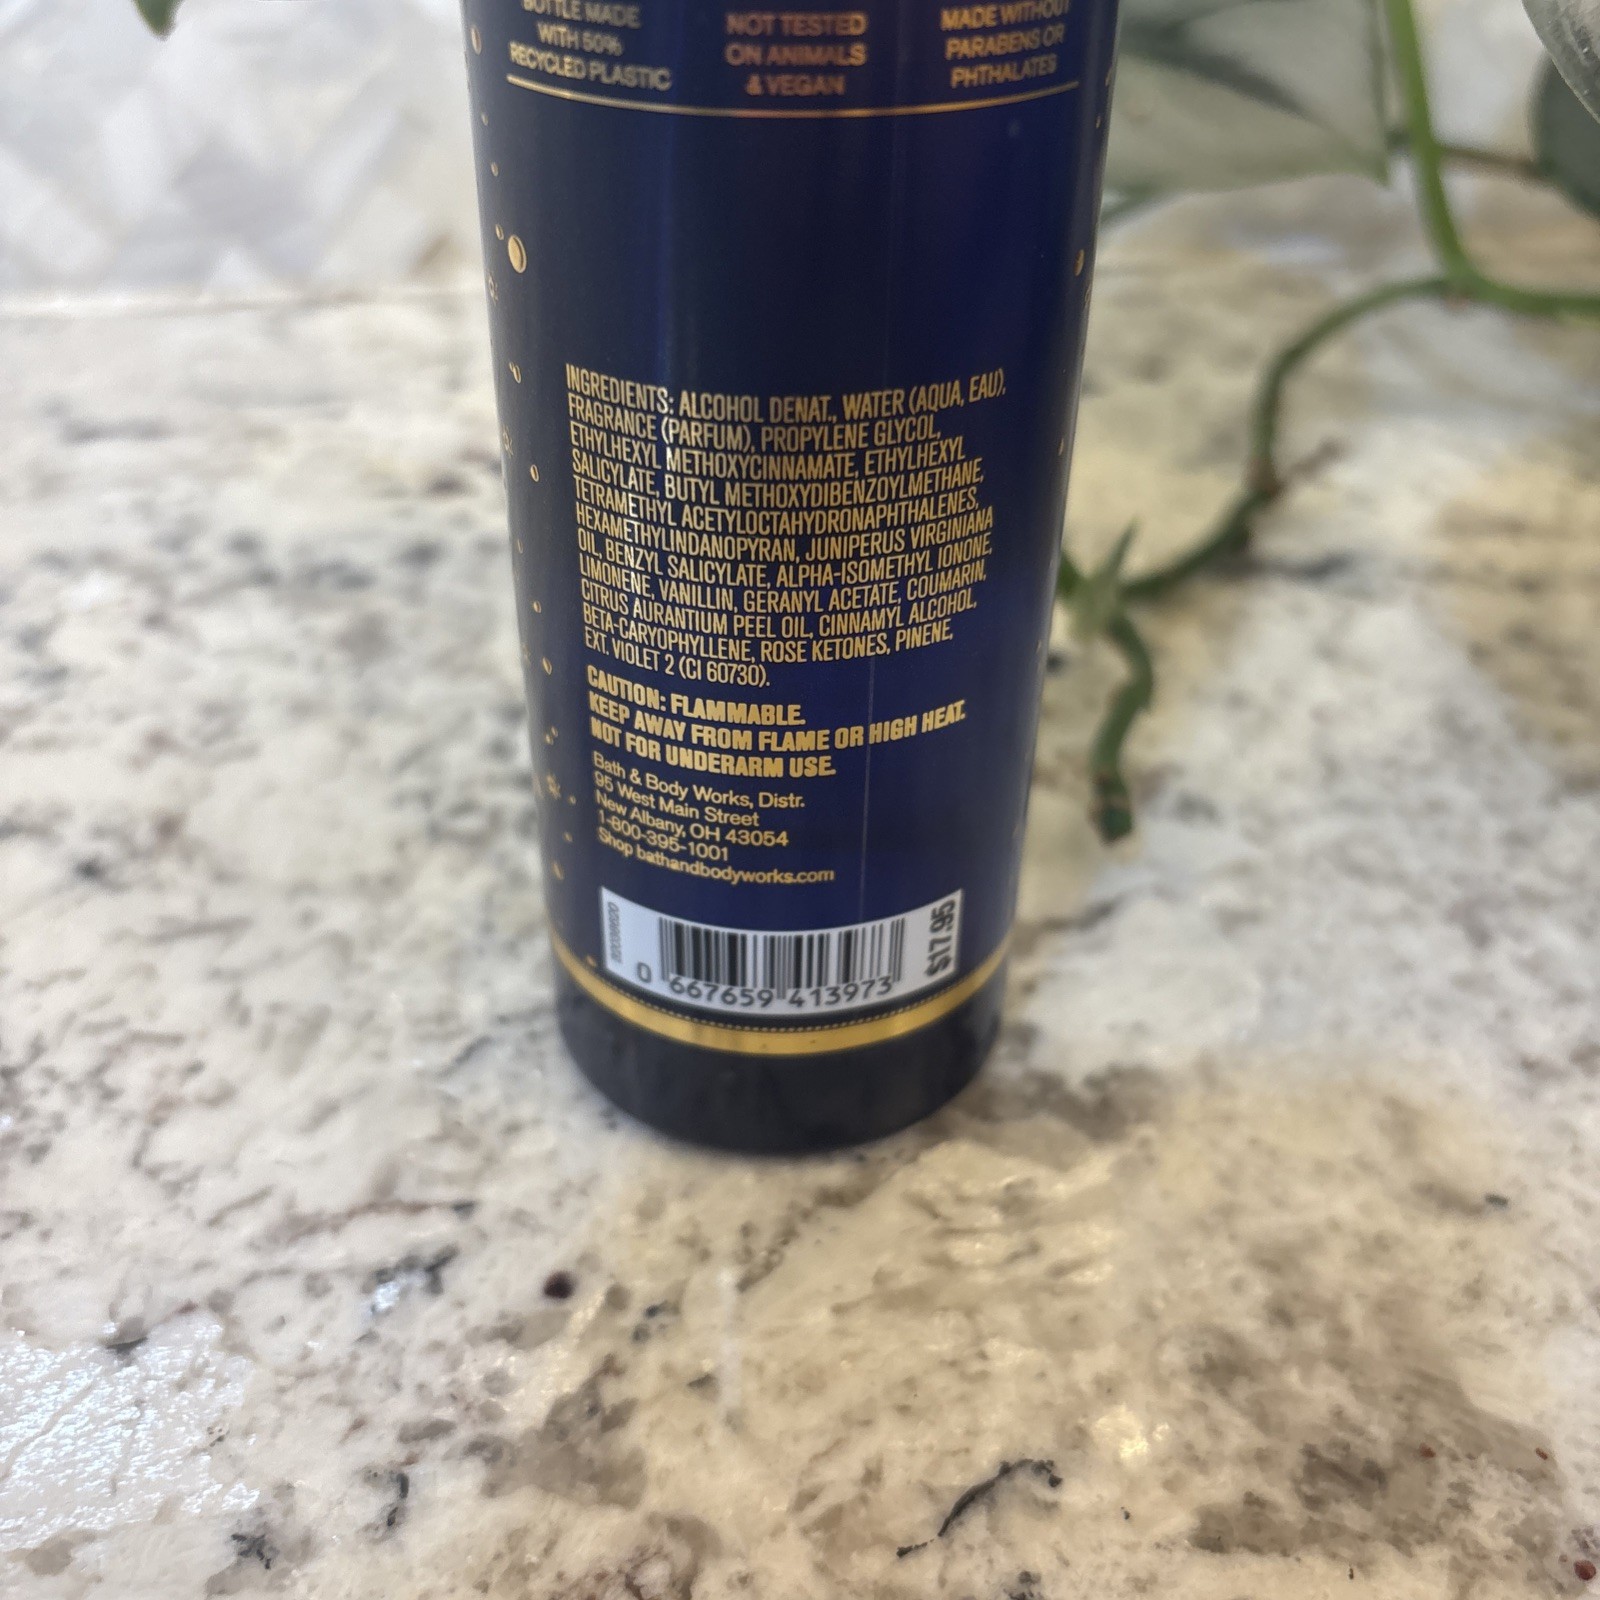 BOTTLE MADE
WITH 50%
RECYCLED PLASTIC
NOT TESTED
ON ANIMALS
& VEGAN
MADE WITHOUT
PARABENS OR
PHTHALATES
INGREDIENTS: ALCOHOL DENAT., WATER (AQUA, EAU),
FRAGRANCE (PARFUM), PROPYLENE GLYCOL,
ETHYLHEXYL METHOXYCINNAMATE, ETHYLHEXYL
SALICYLATE, BUTYL METHOXYDIBENZOYLMETHANE,
TETRAMETHYL ACETYLOCTAHYDRONAPHTHALENES,
HEXAMETHYLINDANOPYRAN, JUNIPERUS VIRGINIANA
OIL, BENZYL SALICYLATE, ALPHA-ISOMETHYL IONONE,
LIMONENE, VANILLIN, GERANYL ACETATE, COUMARIN,
CITRUS AURANTIUM PEEL OIL, CINNAMYL ALCOHOL,
BETA-CARYOPHYLLENE, ROSE KETONES, PINENE,
EXT. VIOLET 2 (CI 60730).
CAUTION: FLAMMABLE.
KEEP AWAY FROM FLAME OR HIGH HEAT.
NOT FOR UNDERARM USE.
Bath & Body Works, Distr.
95 West Main Street
New Albany, OH 43054
1-800-395-1001
Shop bathandbodyworks.com
$17.95
0 667659 413973